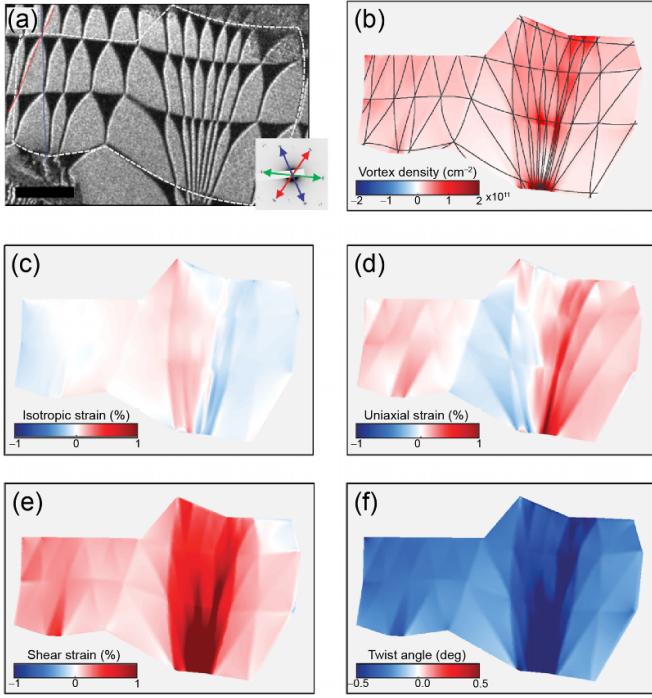 (a)
(b)
Vortex density (cm⁻²)
−2 −1 0 1 2
x10¹¹
(c)
Isotropic strain (%)
−1 0 1
(d)
Uniaxial strain (%)
−1 0 1
(e)
Shear strain (%)
−1 0 1
(f)
Twist angle (deg)
−0.5 0.0 0.5